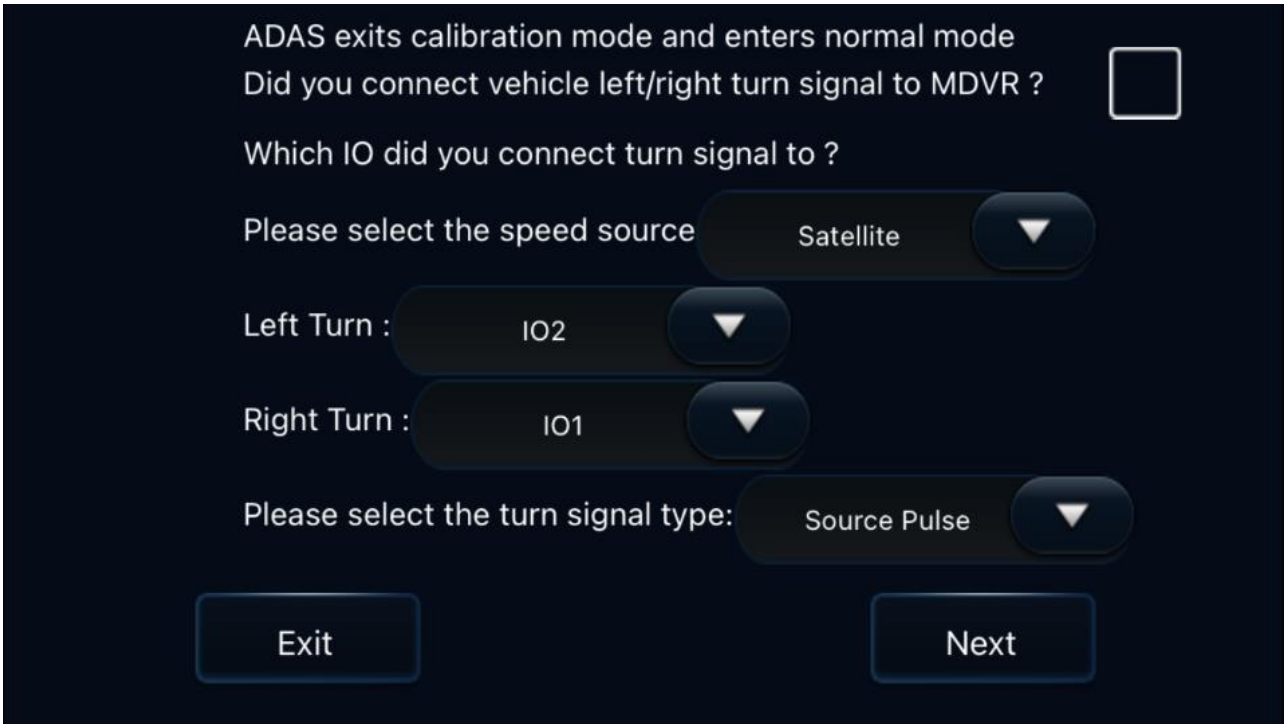 ADAS exits calibration mode and enters normal mode
Did you connect vehicle left/right turn signal to MDVR ?
Which IO did you connect turn signal to ?
Please select the speed source Satellite
Left Turn : IO2
Right Turn : IO1
Please select the turn signal type: Source Pulse
Exit Next